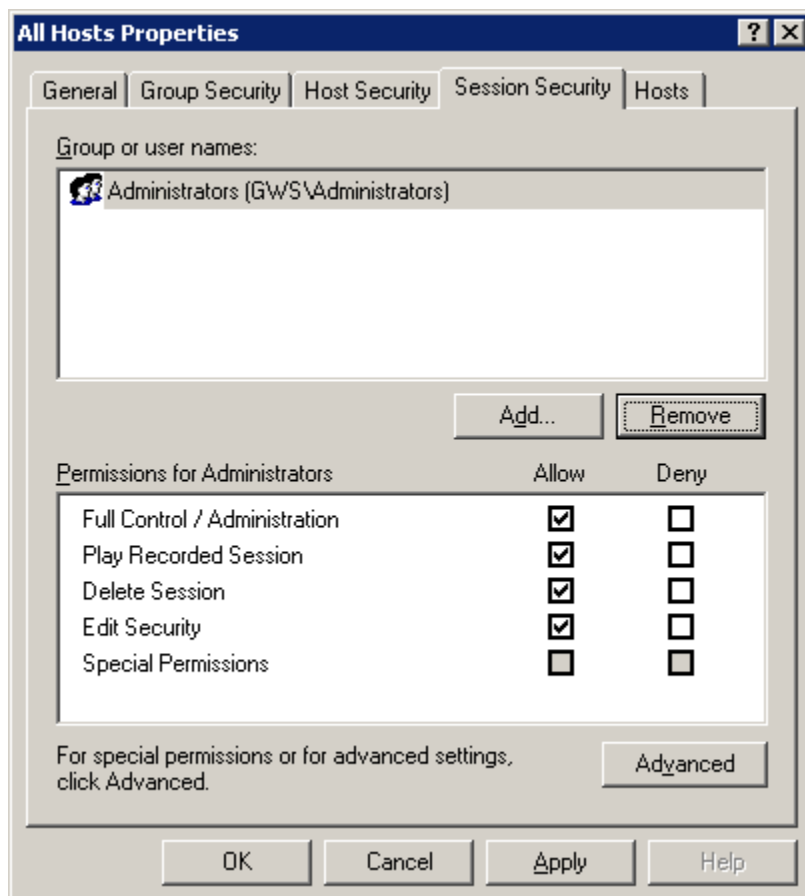 All Hosts Properties
General Group Security Host Security Session Security Hosts
Group or user names:
Administrators (GWS\Administrators)
Add... Remove
Permissions for Administrators Allow Deny
Full Control / Administration
Play Recorded Session
Delete Session
Edit Security
Special Permissions
For special permissions or for advanced settings,
click Advanced.
Advanced
OK Cancel Apply Help